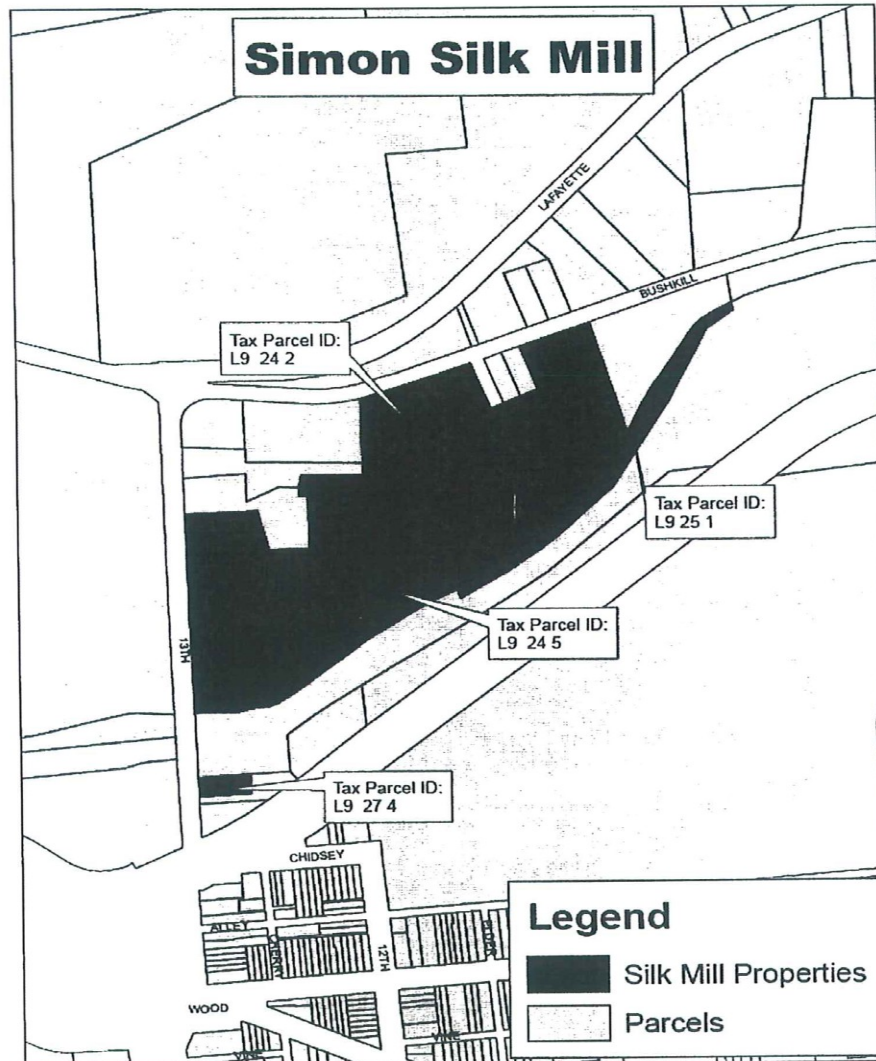 Simon Silk Mill
LAFAYETTE
BUSHKILL
Tax Parcel ID:
L9 24 2
Tax Parcel ID:
L9 25 1
Tax Parcel ID:
L9 24 5
13TH
Tax Parcel ID:
L9 27 4
CHIDSEY
ALLEY
12TH
WOOD
VINE
VINE
Legend
Silk Mill Properties
Parcels